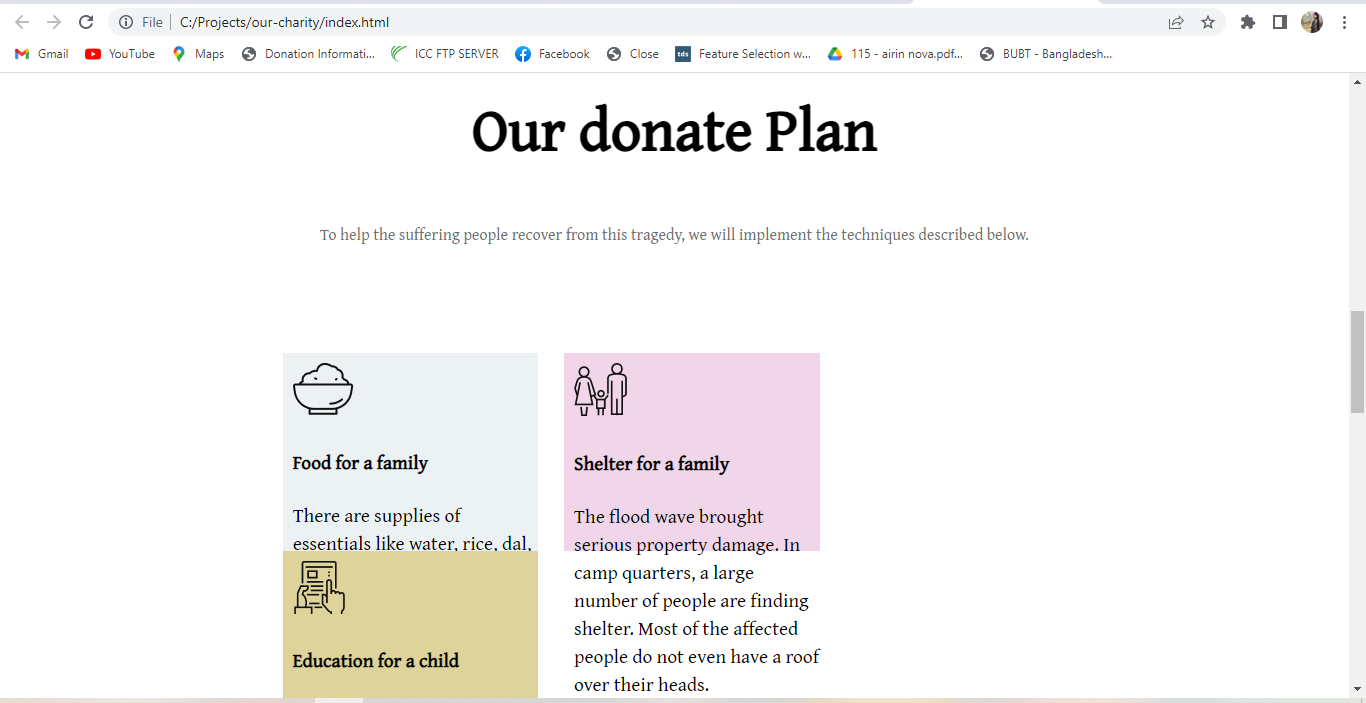 File | C:/Projects/our-charity/index.html
Gmail YouTube Maps Donation Informati... ICC FTP SERVER Facebook Close tds Feature Selection w... 115 - airin nova.pdf... BUBT - Bangladesh...
Our donate Plan
To help the suffering people recover from this tragedy, we will implement the techniques described below.
Food for a family
There are supplies of
essentials like water, rice, dal,
Shelter for a family
The flood wave brought
serious property damage. In
camp quarters, a large
number of people are finding
shelter. Most of the affected
people do not even have a roof
over their heads.
Education for a child